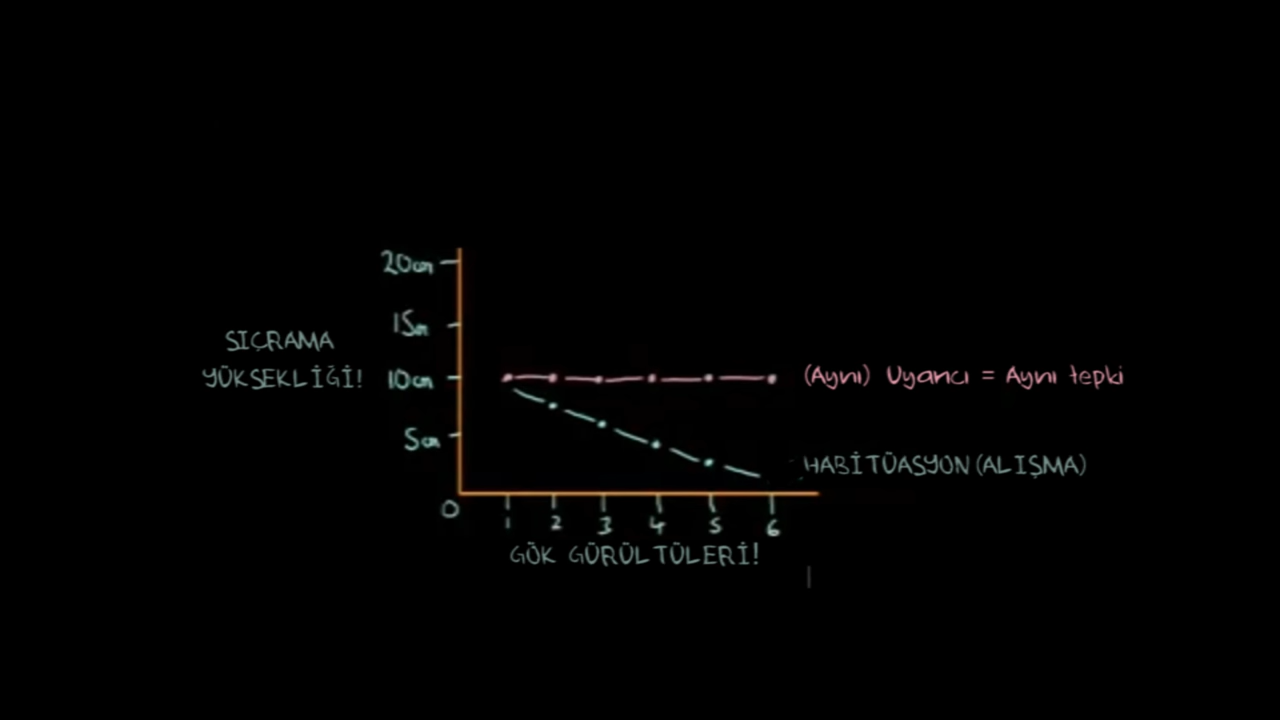 20cm
15cm
SIÇRAMA
YÜKSEKLİĞİ!
10cm
(Aynı) Uyarıcı = Aynı tepki
5cm
HABİTÜASYON (ALIŞMA)
0
1 2 3 4 5 6
GÖK GÜRÜLTÜLERİ!